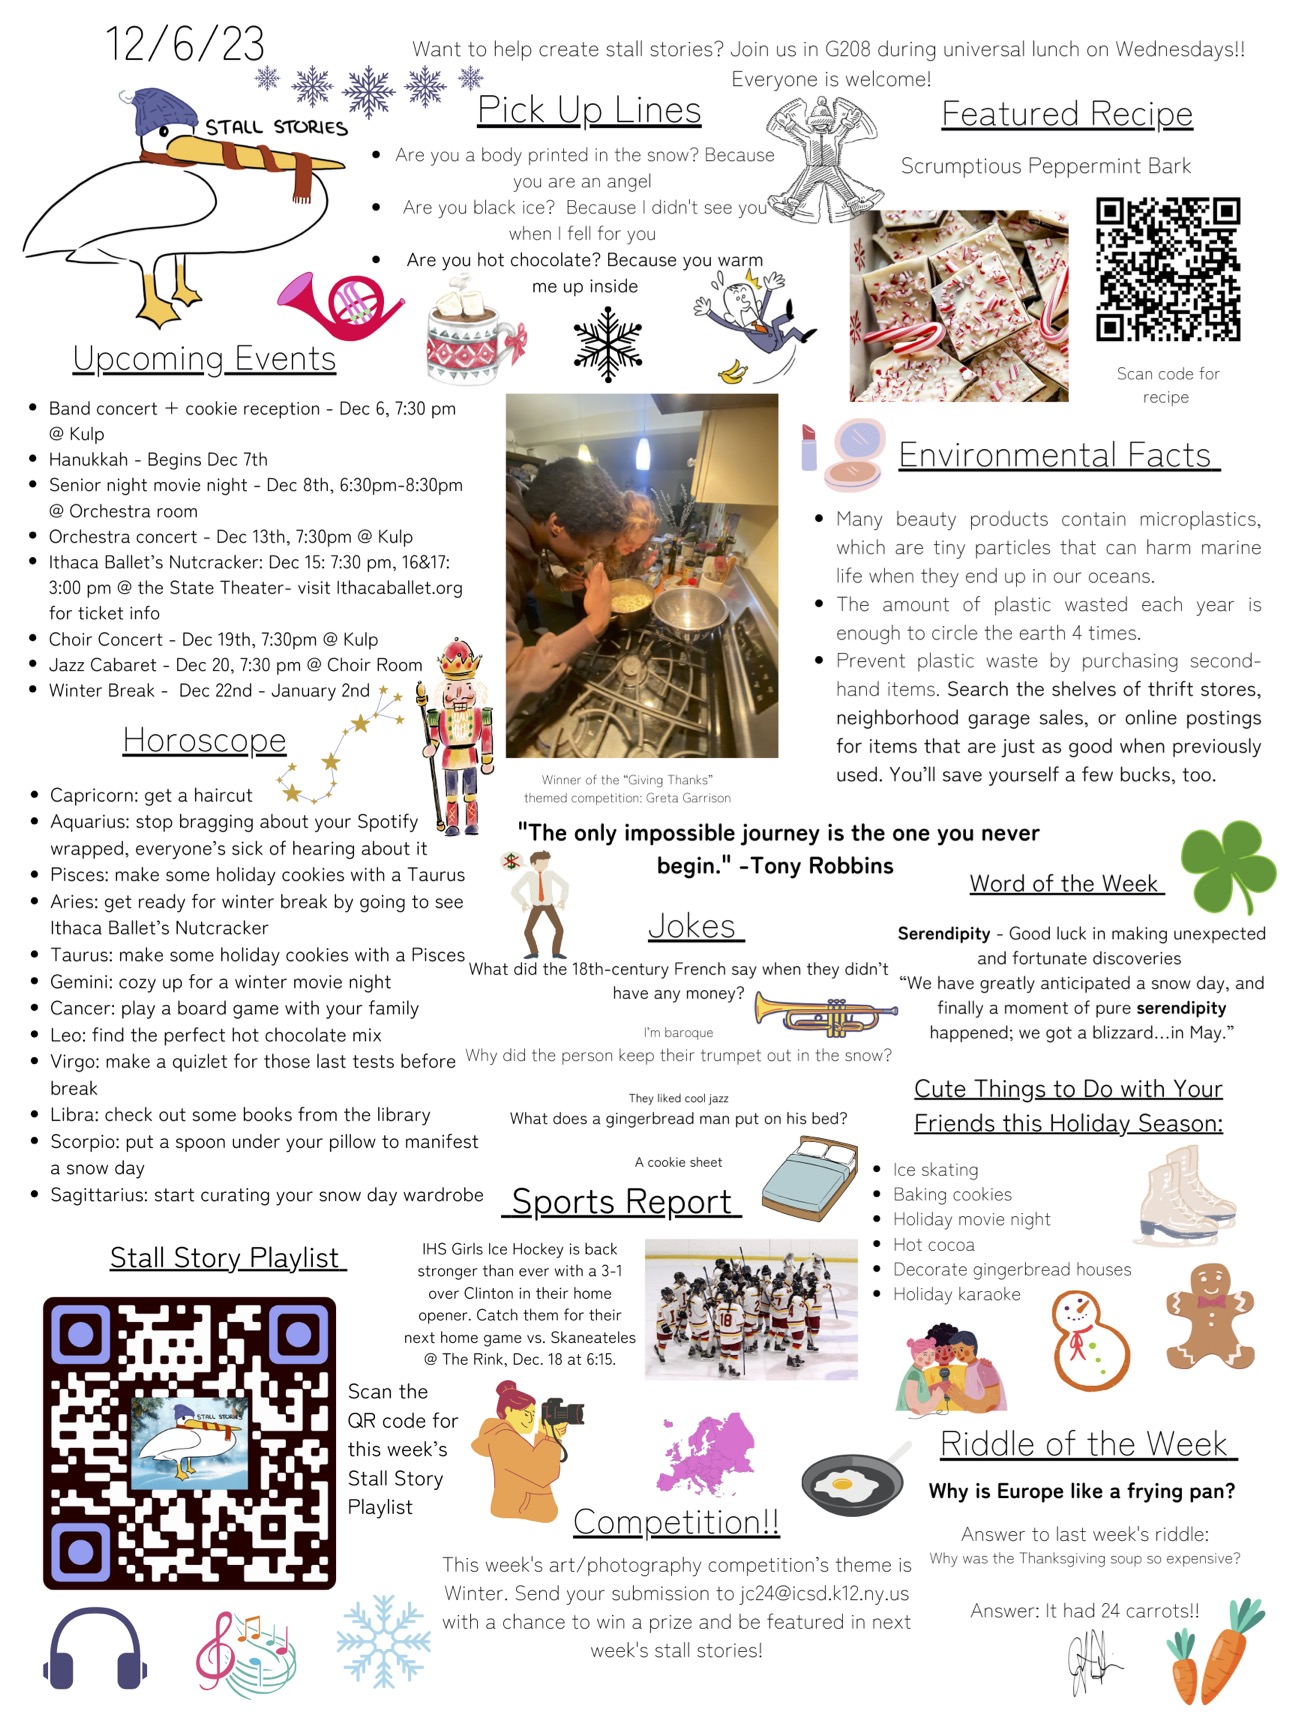 12/6/23
Want to help create stall stories? Join us in G208 during universal lunch on Wednesdays!!
Everyone is welcome!
STALL STORIES
Pick Up Lines
• Are you a body printed in the snow? Because
you are an angel
• Are you black ice?  Because I didn't see you
when I fell for you
• Are you hot chocolate? Because you warm
me up inside
Featured Recipe
Scrumptious Peppermint Bark
Scan code for
recipe
Upcoming Events
• Band concert + cookie reception - Dec 6, 7:30 pm
@ Kulp
• Hanukkah - Begins Dec 7th
• Senior night movie night - Dec 8th, 6:30pm-8:30pm
@ Orchestra room
• Orchestra concert - Dec 13th, 7:30pm @ Kulp
• Ithaca Ballet's Nutcracker: Dec 15: 7:30 pm, 16&17:
3:00 pm @ the State Theater- visit Ithacaballet.org
for ticket info
• Choir Concert - Dec 19th, 7:30pm @ Kulp
• Jazz Cabaret - Dec 20, 7:30 pm @ Choir Room
• Winter Break -  Dec 22nd - January 2nd
Winner of the “Giving Thanks”
themed competition: Greta Garrison
Environmental Facts
• Many beauty products contain microplastics,
which are tiny particles that can harm marine
life when they end up in our oceans.
• The amount of plastic wasted each year is
enough to circle the earth 4 times.
• Prevent plastic waste by purchasing second-
hand items. Search the shelves of thrift stores,
neighborhood garage sales, or online postings
for items that are just as good when previously
used. You'll save yourself a few bucks, too.
Horoscope
• Capricorn: get a haircut
• Aquarius: stop bragging about your Spotify
wrapped, everyone's sick of hearing about it
• Pisces: make some holiday cookies with a Taurus
• Aries: get ready for winter break by going to see
Ithaca Ballet's Nutcracker
• Taurus: make some holiday cookies with a Pisces
• Gemini: cozy up for a winter movie night
• Cancer: play a board game with your family
• Leo: find the perfect hot chocolate mix
• Virgo: make a quizlet for those last tests before
break
• Libra: check out some books from the library
• Scorpio: put a spoon under your pillow to manifest
a snow day
• Sagittarius: start curating your snow day wardrobe
"The only impossible journey is the one you never
begin." -Tony Robbins
$
Jokes
What did the 18th-century French say when they didn't
have any money?
I'm baroque
Why did the person keep their trumpet out in the snow?
They liked cool jazz
What does a gingerbread man put on his bed?
A cookie sheet
Word of the Week
Serendipity - Good luck in making unexpected
and fortunate discoveries
“We have greatly anticipated a snow day, and
finally a moment of pure serendipity
happened; we got a blizzard...in May.”
Cute Things to Do with Your
Friends this Holiday Season:
• Ice skating
• Baking cookies
• Holiday movie night
• Hot cocoa
• Decorate gingerbread houses
• Holiday karaoke
Sports Report
IHS Girls Ice Hockey is back
stronger than ever with a 3-1
over Clinton in their home
opener. Catch them for their
next home game vs. Skaneateles
@ The Rink, Dec. 18 at 6:15.
18
Stall Story Playlist
STALL STORIES
Scan the
QR code for
this week's
Stall Story
Playlist
Competition!!
This week's art/photography competition's theme is
Winter. Send your submission to jc24@icsd.k12.ny.us
with a chance to win a prize and be featured in next
week's stall stories!
Riddle of the Week
Why is Europe like a frying pan?
Answer to last week's riddle:
Why was the Thanksgiving soup so expensive?
Answer: It had 24 carrots!!